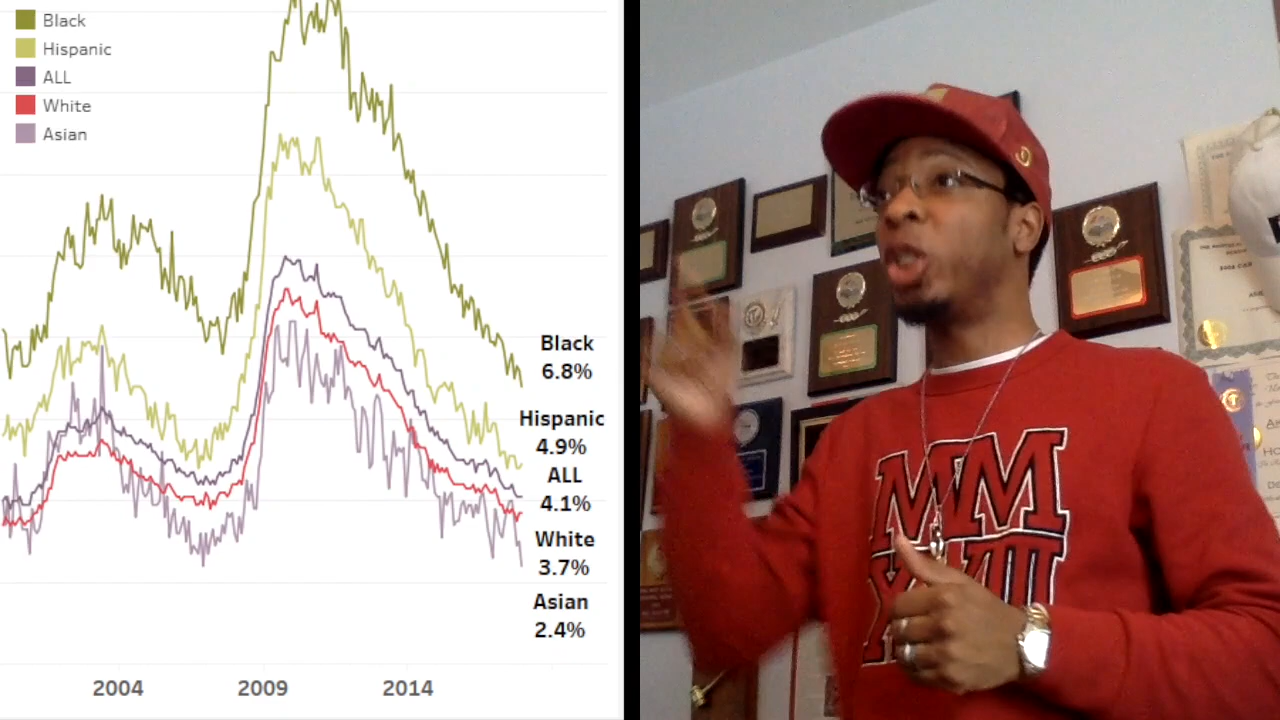 Black
Hispanic
ALL
White
Asian
Black
6.8%
Hispanic
4.9%
ALL
4.1%
White
3.7%
Asian
2.4%
2004
2009
2014
MM
XVIII